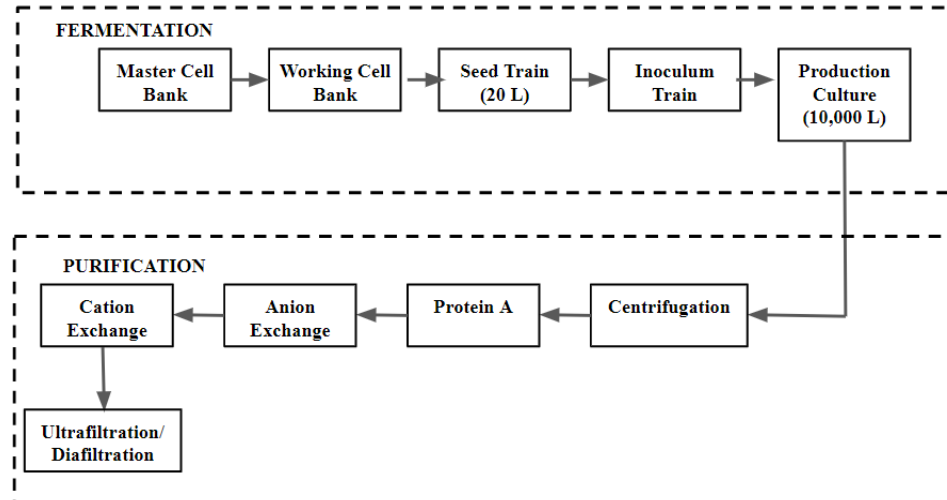 FERMENTATION
Master Cell
Bank
Working Cell
Bank
Seed Train
(20 L)
Inoculum
Train
Production
Culture
(10,000 L)
PURIFICATION
Cation
Exchange
Anion
Exchange
Protein A
Centrifugation
Ultrafiltration/
Diafiltration